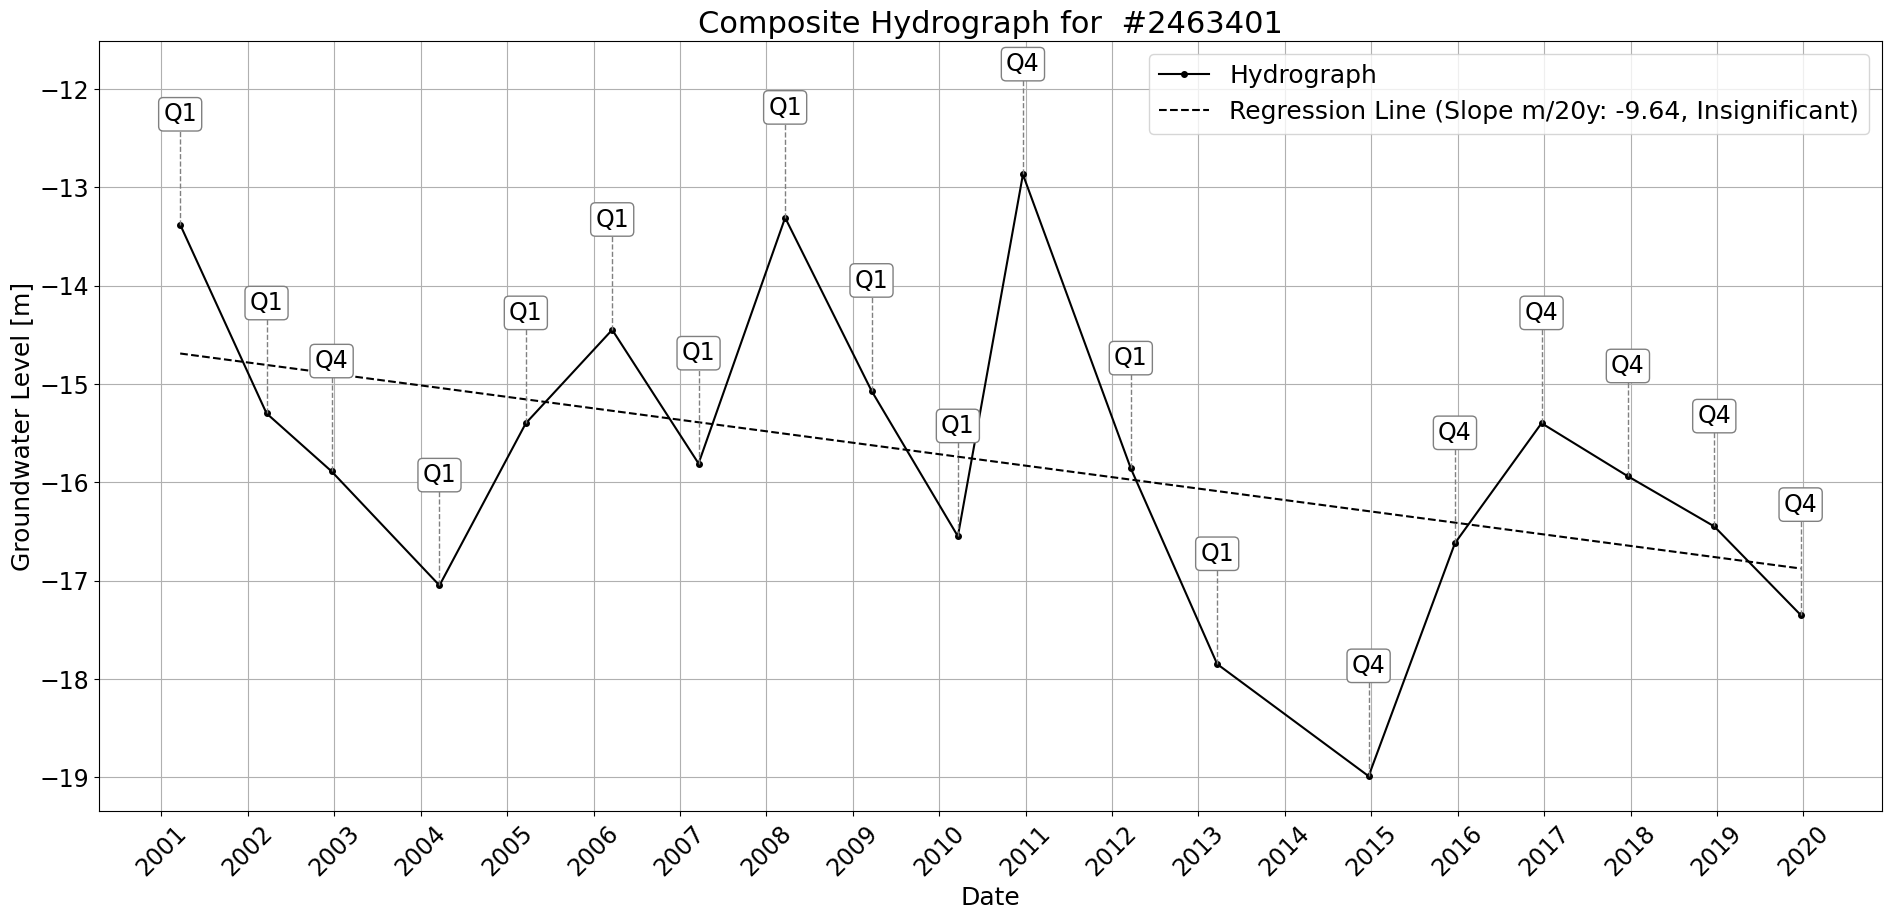 Composite Hydrograph for  #2463401
Hydrograph
Regression Line (Slope m/20y: -9.64, Insignificant)
Groundwater Level [m]
−12
−13
−14
−15
−16
−17
−18
−19
Q1
Q1
Q4
Q1
Q1
Q1
Q1
Q1
Q1
Q1
Q4
Q1
Q1
Q4
Q4
Q4
Q4
Q4
Q4
2001
2002
2003
2004
2005
2006
2007
2008
2009
2010
2011
2012
2013
2014
2015
2016
2017
2018
2019
2020
Date